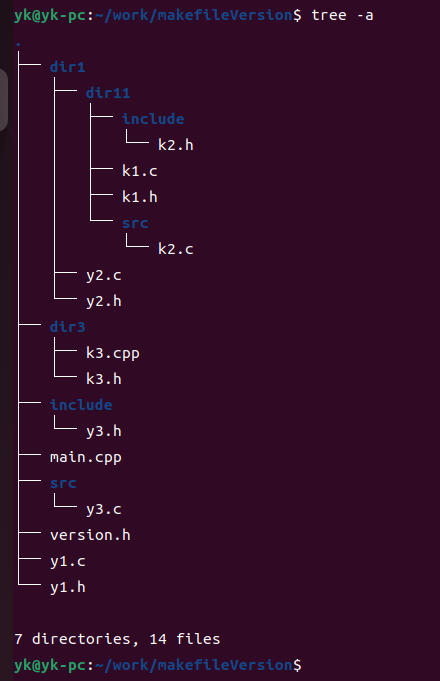 yk@yk-pc:~/work/makefileVersion$ tree -a
.
├── dir1
│   ├── dir11
│   │   ├── include
│   │   │   └── k2.h
│   │   ├── k1.c
│   │   ├── k1.h
│   │   └── src
│   │       └── k2.c
│   ├── y2.c
│   └── y2.h
├── dir3
│   ├── k3.cpp
│   └── k3.h
├── include
│   └── y3.h
├── main.cpp
├── src
│   └── y3.c
├── version.h
├── y1.c
└── y1.h

7 directories, 14 files
yk@yk-pc:~/work/makefileVersion$